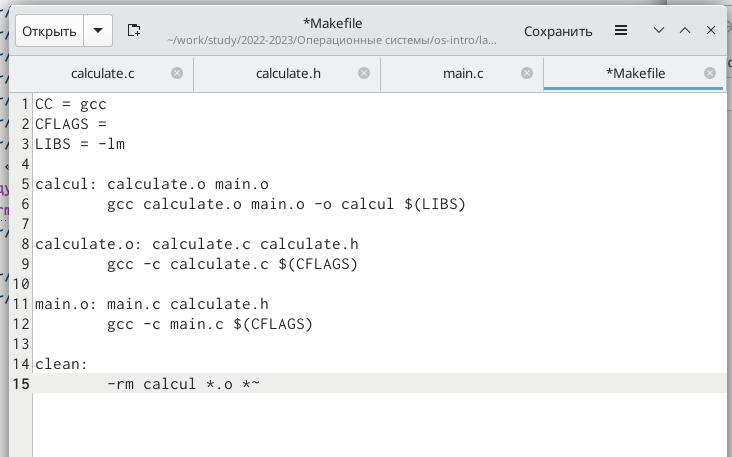 *Makefile
Открыть
~/work/study/2022-2023/Операционные системы/os-intro/la...
Сохранить
calculate.c
calculate.h
main.c
*Makefile
1 CC = gcc
2 CFLAGS =
3 LIBS = -lm
4
5 calcul: calculate.o main.o
6 gcc calculate.o main.o -o calcul $(LIBS)
7
8 calculate.o: calculate.c calculate.h
9 gcc -c calculate.c $(CFLAGS)
10
11 main.o: main.c calculate.h
12 gcc -c main.c $(CFLAGS)
13
14 clean:
15 -rm calcul *.o *~